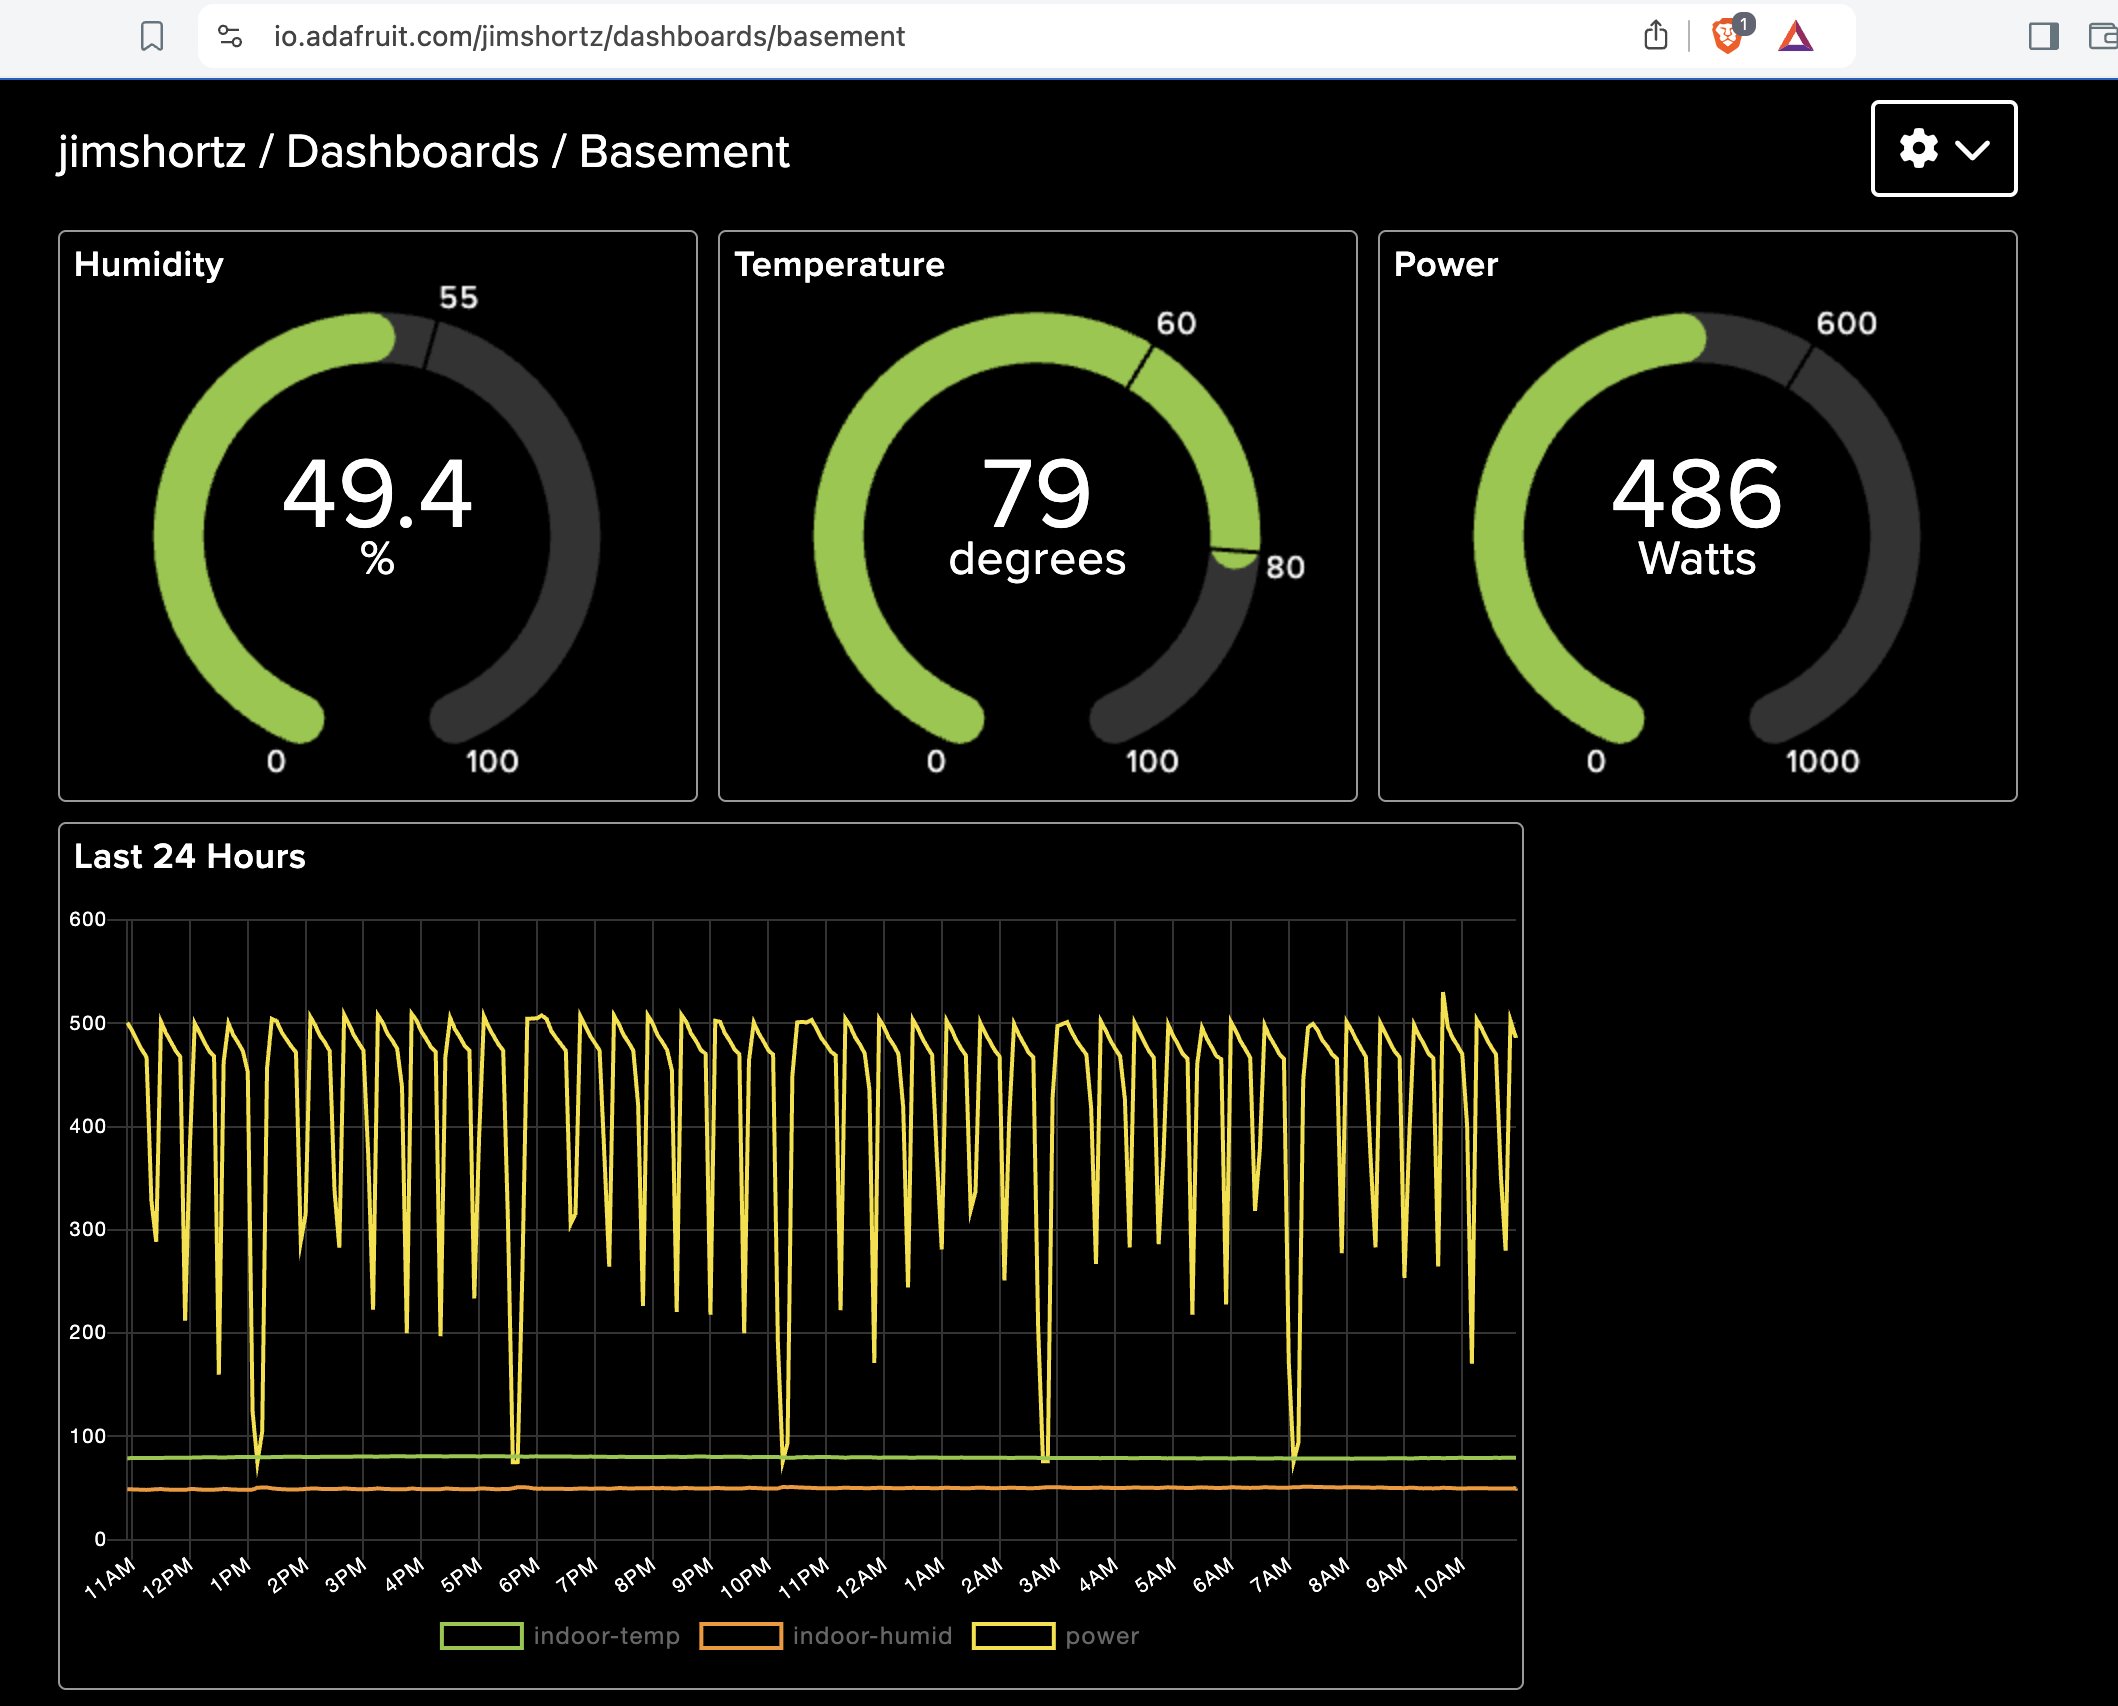 io.adafruit.com/jimshortz/dashboards/basement
1
jimshortz / Dashboards / Basement
Humidity
55
49.4
%
0
100
Temperature
60
79
degrees
80
0
100
Power
600
486
Watts
0
1000
Last 24 Hours
600
500
400
300
200
100
0
11AM 12PM 1PM 2PM 3PM 4PM 5PM 6PM 7PM 8PM 9PM 10PM 11PM 12AM 1AM 2AM 3AM 4AM 5AM 6AM 7AM 8AM 9AM 10AM
indoor-temp indoor-humid power